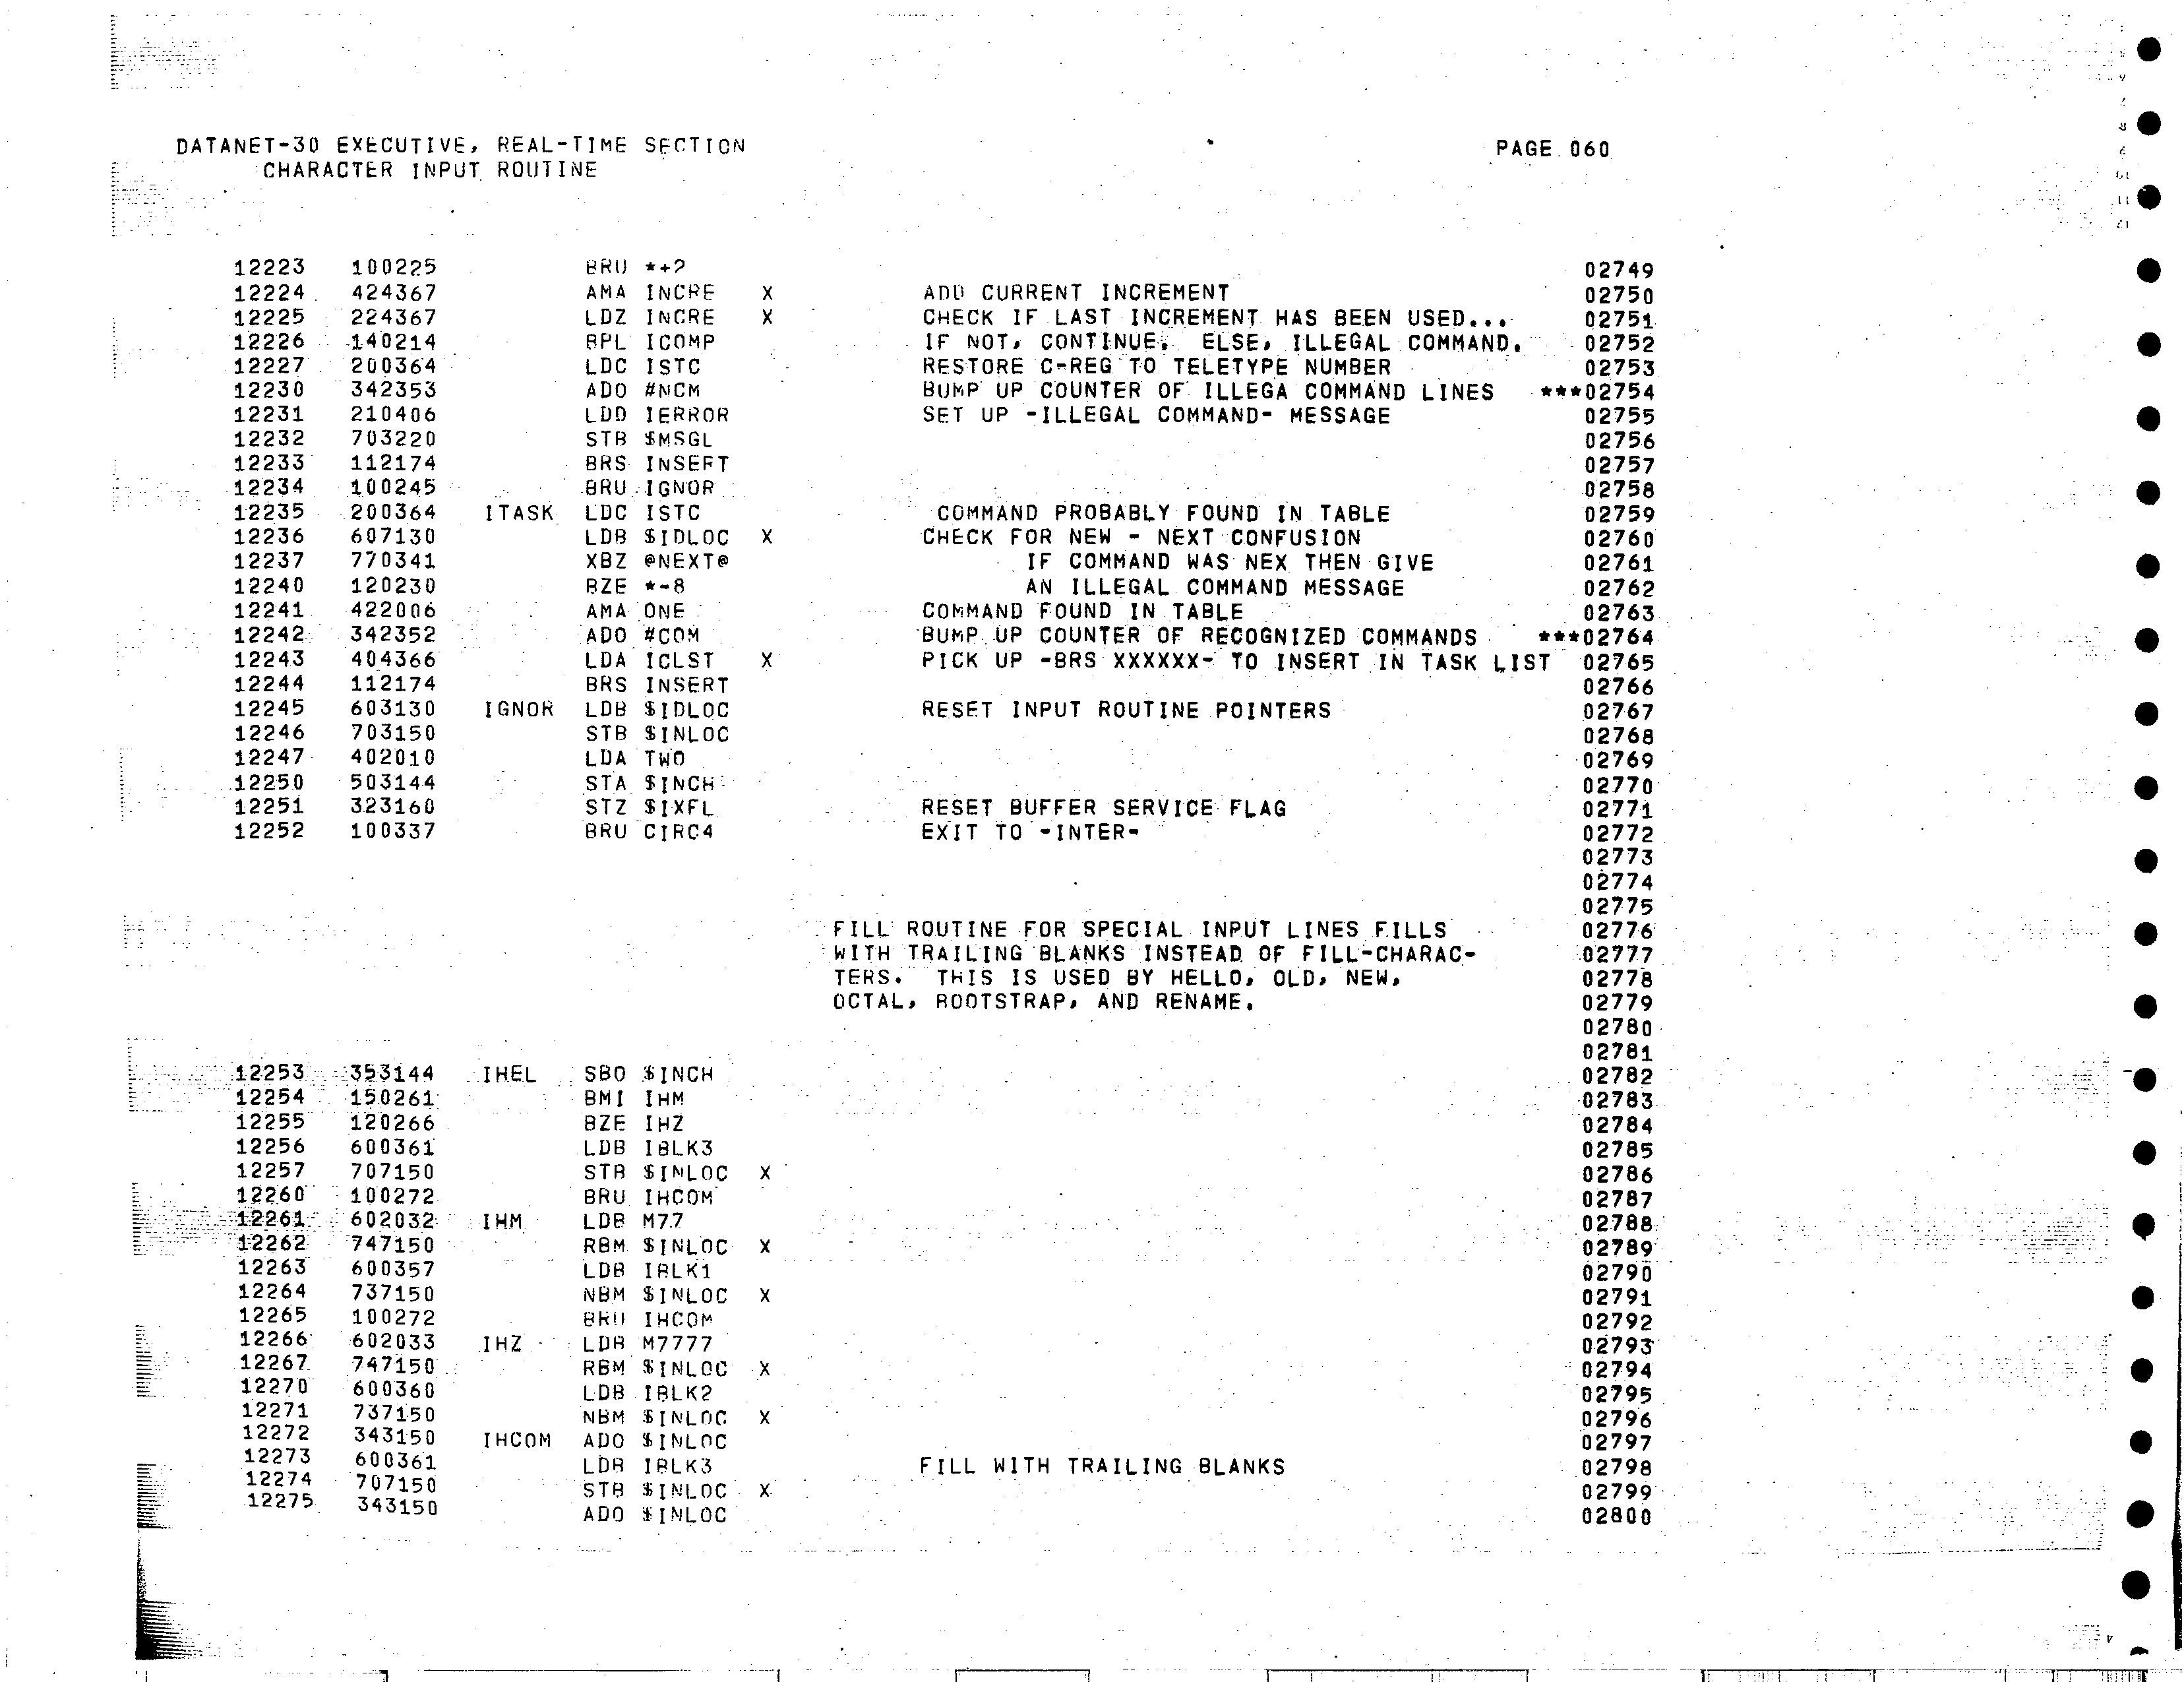 DATANET-30 EXECUTIVE, REAL-TIME SECTION PAGE 060
CHARACTER INPUT ROUTINE
12223 100225 BRU *+2 02749
12224 424367 AMA INCRE X ADD CURRENT INCREMENT 02750
12225 224367 LDZ INCRE X CHECK IF LAST INCREMENT HAS BEEN USED... 02751
12226 140214 BPL ICOMP IF NOT, CONTINUE. ELSE, ILLEGAL COMMAND. 02752
12227 200364 LDC ISTC RESTORE C-REG TO TELETYPE NUMBER 02753
12230 342353 ADO #NCM BUMP UP COUNTER OF ILLEGA COMMAND LINES ***02754
12231 210406 LDD IERROR SET UP -ILLEGAL COMMAND- MESSAGE 02755
12232 703220 STB $MSGL 02756
12233 112174 BRS INSERT 02757
12234 100245 BRU IGNOR 02758
12235 200364 ITASK LDC ISTC COMMAND PROBABLY FOUND IN TABLE 02759
12236 607130 LDB $IDLOC X CHECK FOR NEW - NEXT CONFUSION 02760
12237 770341 XBZ @NEXT@ IF COMMAND WAS NEX THEN GIVE 02761
12240 120230 BZE *-8 AN ILLEGAL COMMAND MESSAGE 02762
12241 422006 AMA ONE COMMAND FOUND IN TABLE 02763
12242 342352 ADO #COM BUMP UP COUNTER OF RECOGNIZED COMMANDS ***02764
12243 404366 LDA ICLST X PICK UP -BRS XXXXXX- TO INSERT IN TASK LIST 02765
12244 112174 BRS INSERT 02766
12245 603130 IGNOR LDB $IDLOC RESET INPUT ROUTINE POINTERS 02767
12246 703150 STB $INLOC 02768
12247 402010 LDA TWO 02769
12250 503144 STA $INCH 02770
12251 323160 STZ $IXFL RESET BUFFER SERVICE FLAG 02771
12252 100337 BRU CIRC4 EXIT TO -INTER- 02772
02773
02774
02775
FILL ROUTINE FOR SPECIAL INPUT LINES FILLS 02776
WITH TRAILING BLANKS INSTEAD OF FILL-CHARAC- 02777
TERS. THIS IS USED BY HELLO, OLD, NEW, 02778
OCTAL, BOOTSTRAP, AND RENAME. 02779
02780
02781
12253 353144 IHEL SBO $INCH 02782
12254 150261 BMI IHM 02783
12255 120266 BZE IHZ 02784
12256 600361 LDB IBLK3 02785
12257 707150 STB $INLOC X 02786
12260 100272 BRU IHCOM 02787
12261 602032 IHM LDB M77 02788
12262 747150 RBM $INLOC X 02789
12263 600357 LDB IBLK1 02790
12264 737150 NBM $INLOC X 02791
12265 100272 BRU IHCOM 02792
12266 602033 IHZ LDB M7777 02793
12267 747150 RBM $INLOC X 02794
12270 600360 LDB IBLK2 02795
12271 737150 NBM $INLOC X 02796
12272 343150 IHCOM ADO $INLOC 02797
12273 600361 LDB IBLK3 FILL WITH TRAILING BLANKS 02798
12274 707150 STB $INLOC X 02799
12275 343150 ADO $INLOC 02800